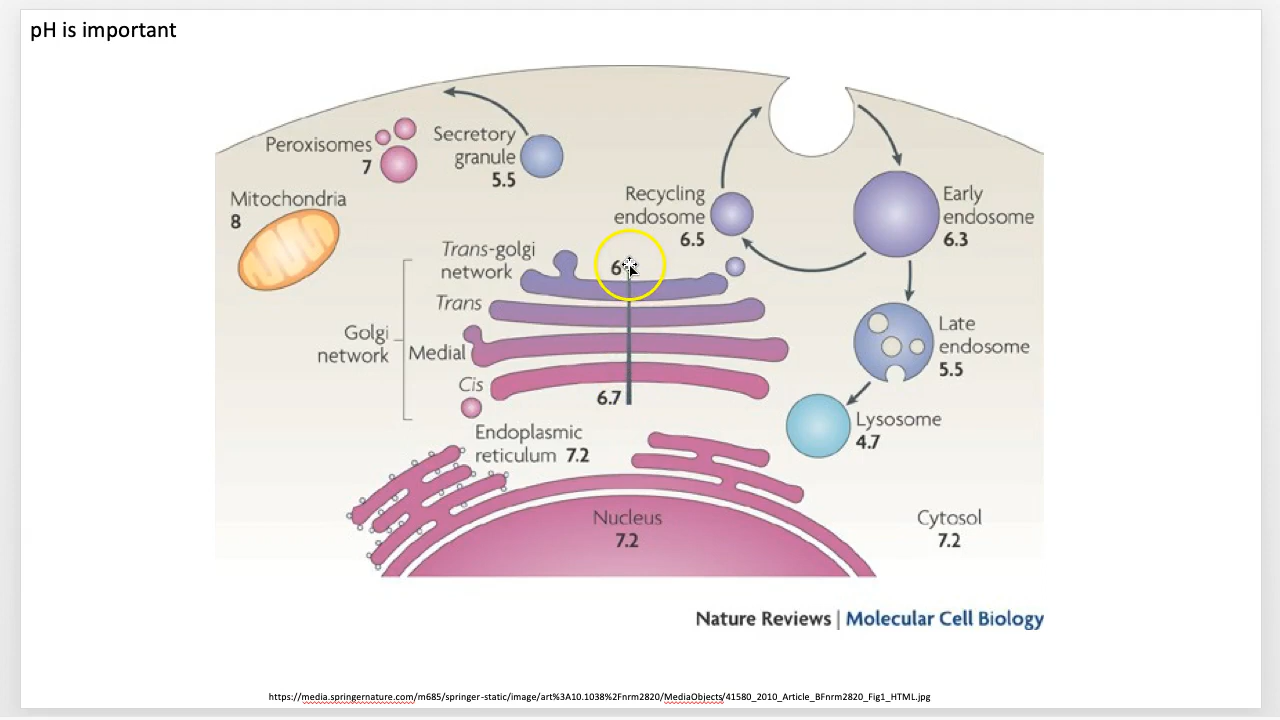 pH is important
Peroxisomes
7
Secretory
granule
5.5
Mitochondria
8
Recycling
endosome
6.5
Early
endosome
6.3
Trans-golgi
network
Trans
Golgi
network
Medial
Cis
6.7
Late
endosome
5.5
Lysosome
4.7
Endoplasmic
reticulum 7.2
Nucleus
7.2
Cytosol
7.2
Nature Reviews | Molecular Cell Biology
https://media.springernature.com/m685/springer-static/image/art%3A10.1038%2Fnrm2820/MediaObjects/41580_2010_Article_BFnrm2820_Fig1_HTML.jpg